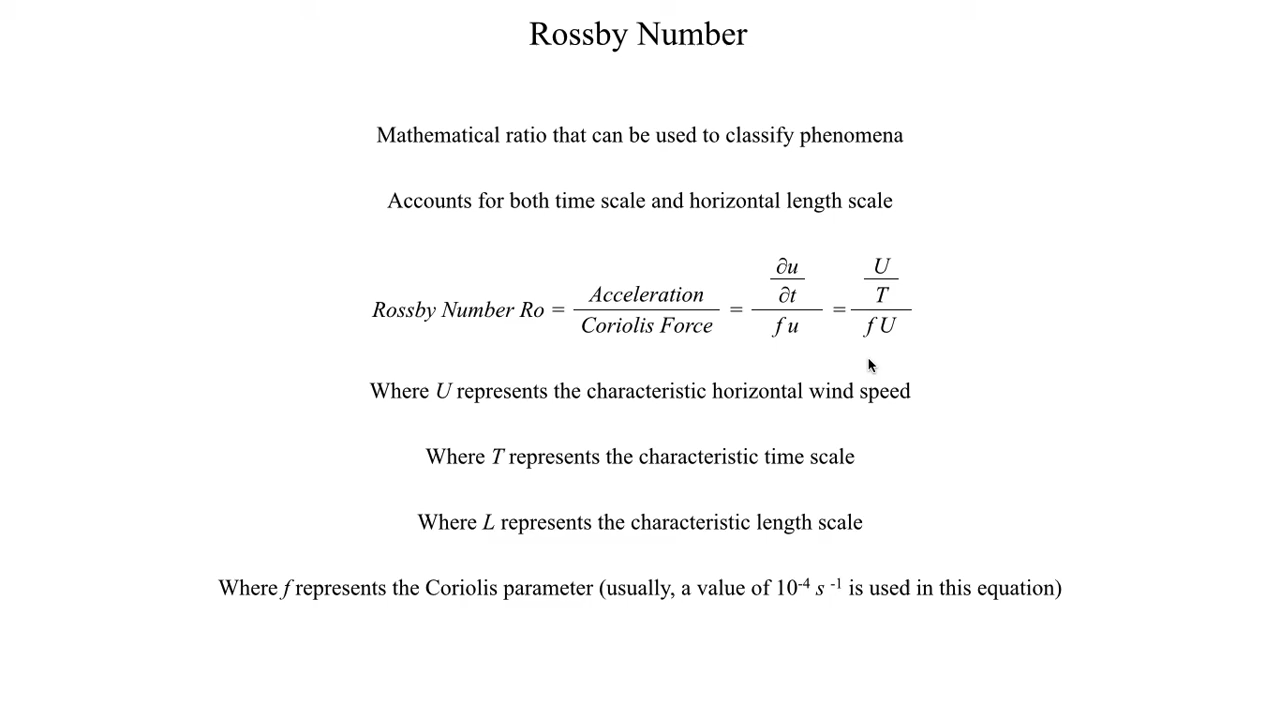 Rossby Number
Mathematical ratio that can be used to classify phenomena
Accounts for both time scale and horizontal length scale
Rossby Number Ro = Acceleration / Coriolis Force = (∂u / ∂t) / (f u) = (U / T) / (f U)
Where U represents the characteristic horizontal wind speed
Where T represents the characteristic time scale
Where L represents the characteristic length scale
Where f represents the Coriolis parameter (usually, a value of 10⁻⁴ s ⁻¹ is used in this equation)